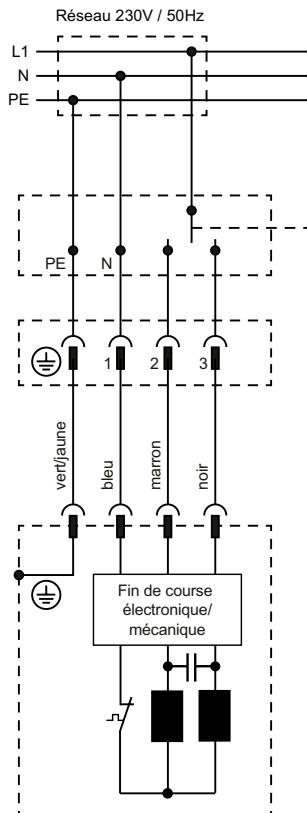 Réseau 230V / 50Hz
L1
N
PE
PE
N
1
2
3
vert/jaune
bleu
marron
noir
Fin de course
électronique/
mécanique